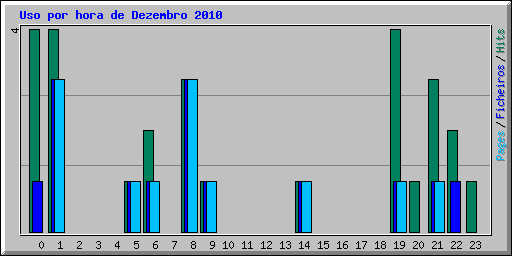 Uso por hora de Dezembro 2010
4
Pages / Ficheiros / Hits
0 1 2 3 4 5 6 7 8 9 10 11 12 13 14 15 16 17 18 19 20 21 22 23